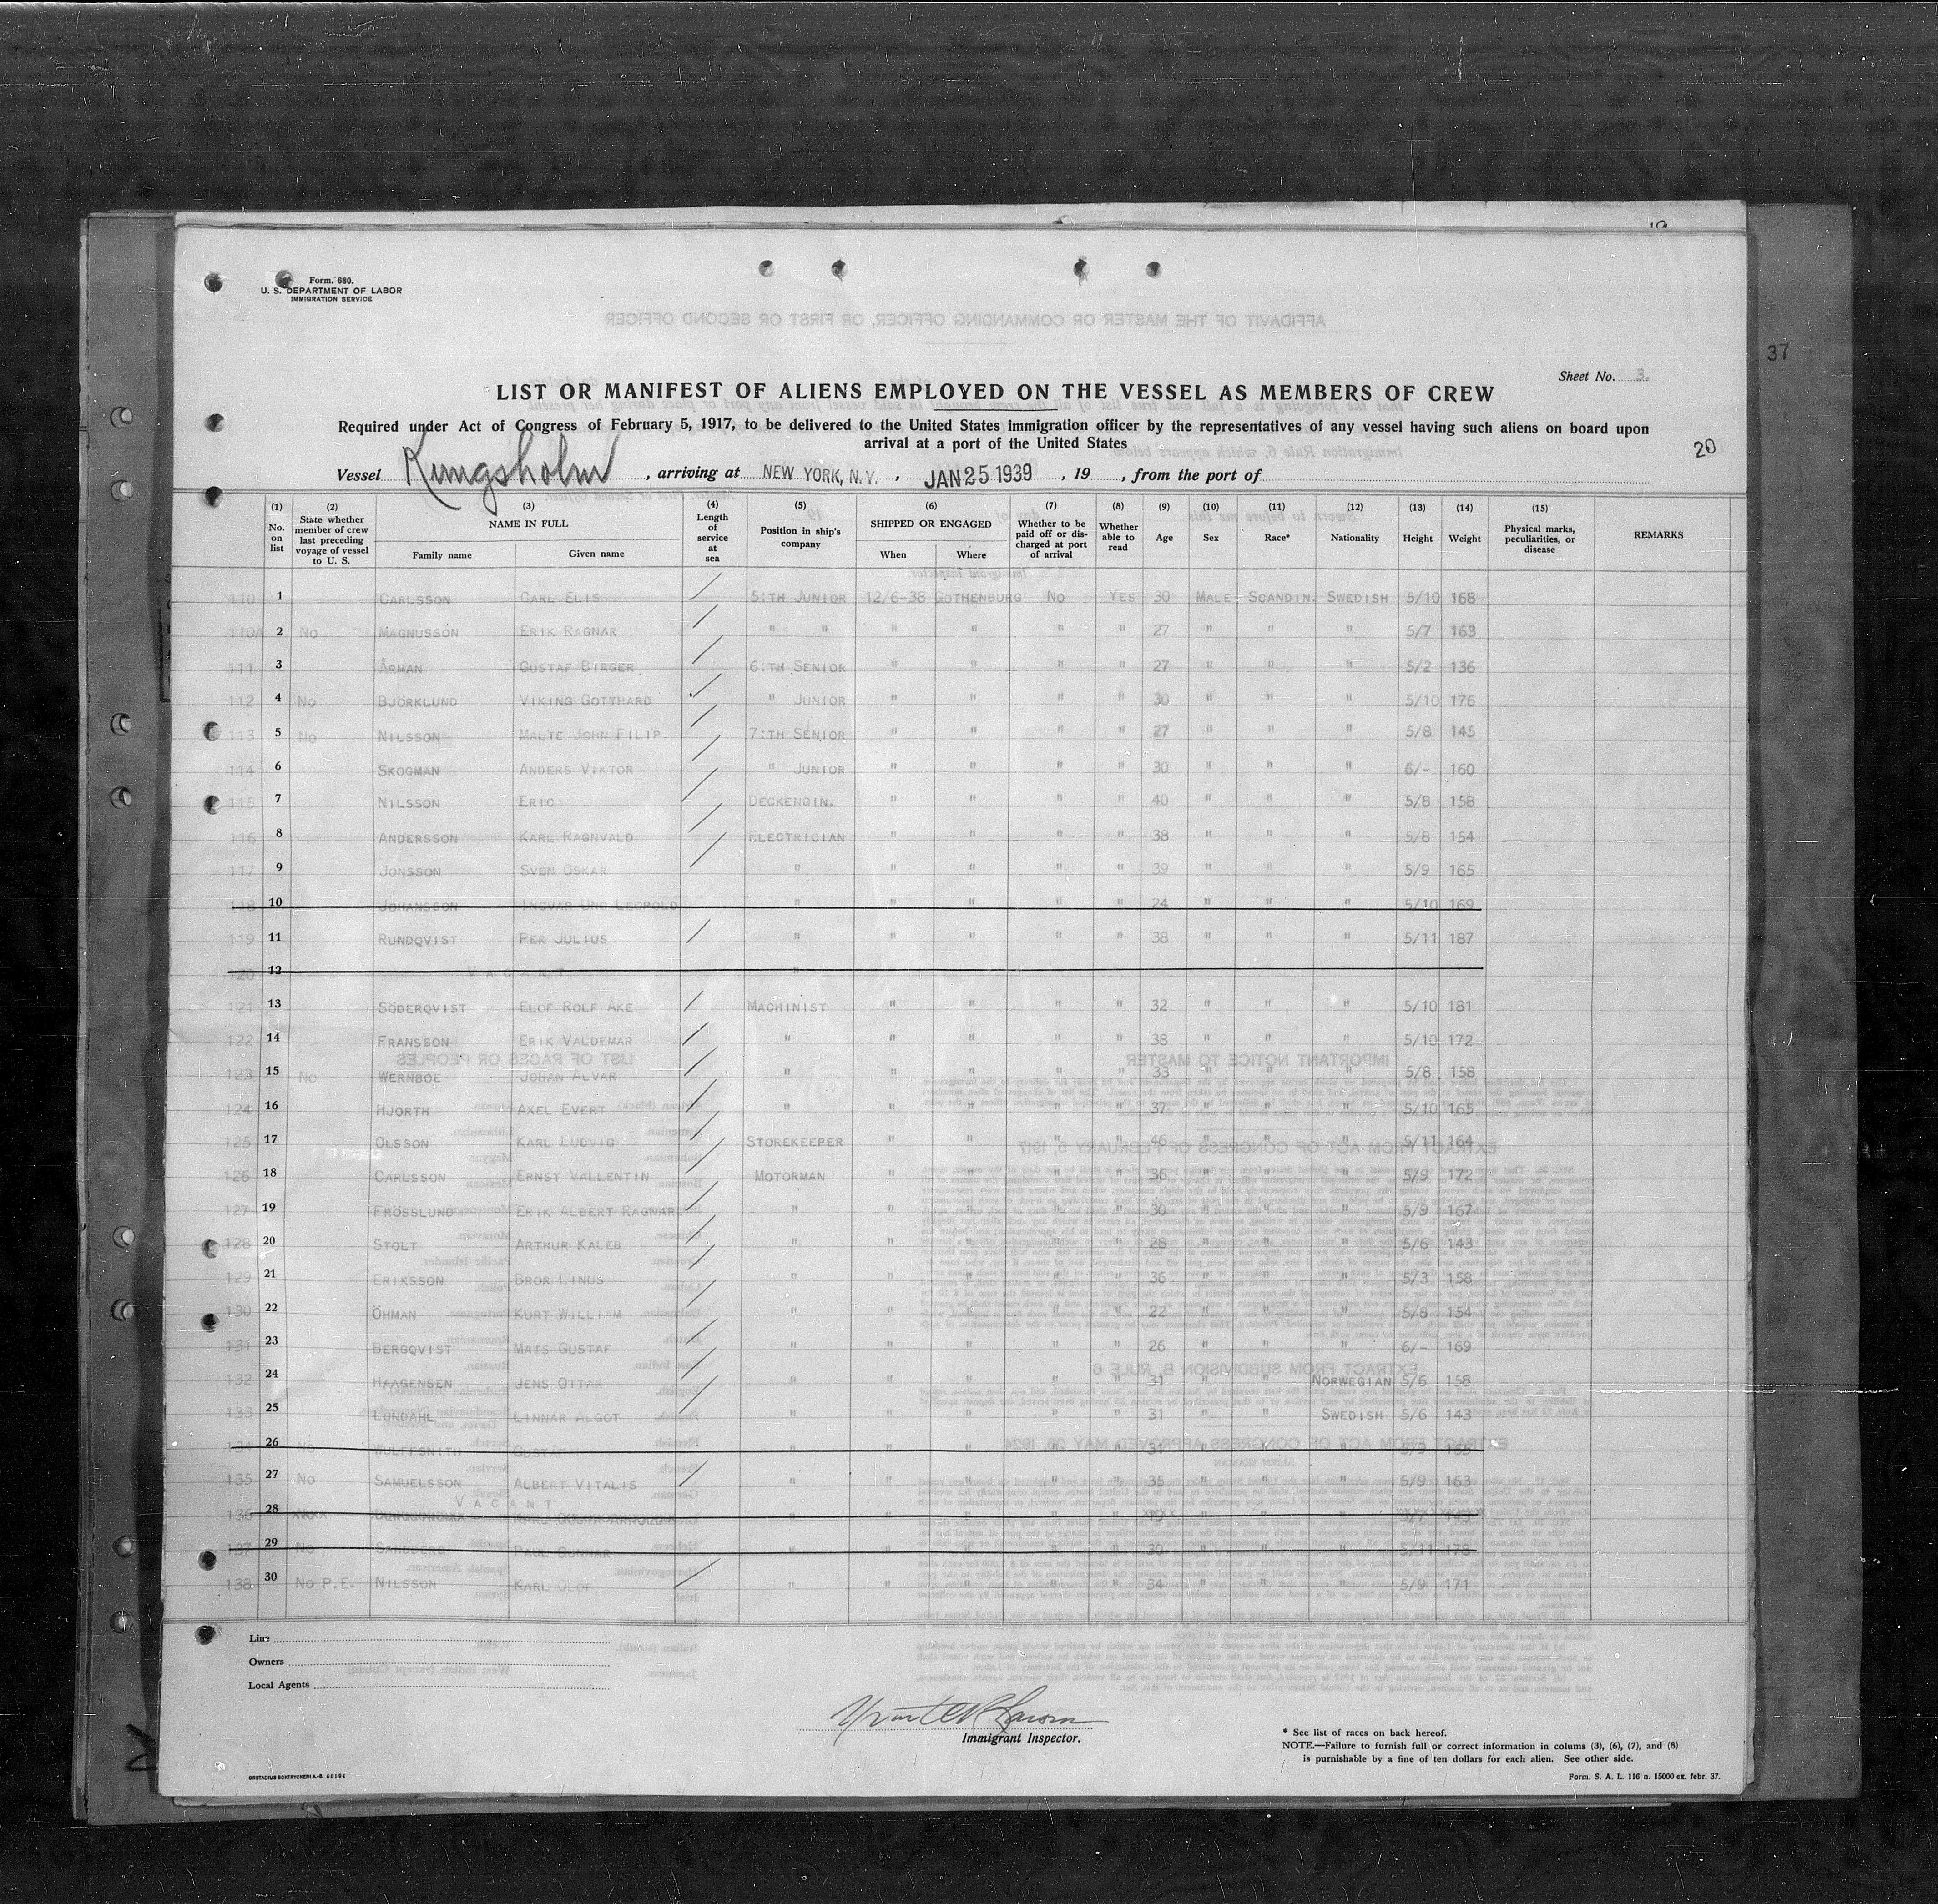 19
Form. 680.
U. S. DEPARTMENT OF LABOR
IMMIGRATION SERVICE
37
Sheet No. 3.
LIST OR MANIFEST OF ALIENS EMPLOYED ON THE VESSEL AS MEMBERS OF CREW
Required under Act of Congress of February 5, 1917, to be delivered to the United States immigration officer by the representatives of any vessel having such aliens on board upon
arrival at a port of the United States
20
Vessel Kungsholm, arriving at NEW YORK, N.Y., JAN 25 1939, 19, from the port of
(1) No. on list (2) State whether member of crew last preceding voyage of vessel to U. S. (3) NAME IN FULL Family name Given name (4) Length of service at sea (5) Position in ship's company (6) SHIPPED OR ENGAGED When Where (7) Whether to be paid off or discharged at port of arrival (8) Whether able to read (9) Age (10) Sex (11) Race* (12) Nationality (13) Height (14) Weight (15) Physical marks, peculiarities, or disease REMARKS
110 1 CARLSSON CARL ELIS / 5:TH JUNIOR 12/6-38 GOTHENBURG NO YES 30 MALE SCANDIN. SWEDISH 5/10 168
110A 2 NO MAGNUSSON ERIK RAGNAR / " " " " " " 27 " " " 5/7 163
111 3 ÅRMAN GUSTAF BIRGER / 6:TH SENIOR " " " " 27 " " " 5/2 136
112 4 NO BJÖRKLUND VIKING GOTTHARD / " JUNIOR " " " " 30 " " " 5/10 176
113 5 NO NILSSON MALTE JOHN FILIP / 7:TH SENIOR " " " " 27 " " " 5/8 145
114 6 SKOGMAN ANDERS VIKTOR / " JUNIOR " " " " 30 " " " 6/- 160
115 7 NILSSON ERIC / DECKENGIN. " " " " 40 " " " 5/8 158
116 8 ANDERSSON KARL RAGNVALD / ELECTRICIAN " " " " 38 " " " 5/8 154
117 9 JONSSON SVEN OSKAR / " " " " " 39 " " " 5/9 165
118 10 JOHANSSON INGVAR UNO LEOPOLD " " " " " 24 " " " 5/10 169
119 11 RUNDQVIST PER JULIUS / " " " " " 38 " " " 5/11 187
120 12 VACANT "
121 13 SÖDERQVIST ELOF ROLF ÅKE / MACHINIST " " " " 32 " " " 5/10 181
122 14 FRANSSON ERIK VALDEMAR / " " " " " 38 " " " 5/10 172
123 15 NO WERNBOE JOHAN ALVAR / " " " " " 33 " " " 5/8 158
124 16 HJORTH AXEL EVERT / " " " " " 37 " " " 5/10 165
125 17 OLSSON KARL LUDVIG / STOREKEEPER " " " " 46 " " " 5/11 164
126 18 CARLSSON ERNST VALLENTIN / MOTORMAN " " " " 36 " " " 5/9 172
127 19 FRÖSSLUND ERIK ALBERT RAGNAR / " " " " " 30 " " " 5/9 167
128 20 STOLT ARTHUR KALEB / " " " " " 28 " " " 5/6 143
129 21 ERIKSSON BROR LINUS / " " " " " 36 " " " 5/3 158
130 22 ÖHMAN KURT WILLIAM / " " " " " 22 " " " 5/8 154
131 23 BERGQVIST MATS GUSTAF / " " " " " 26 " " " 6/- 169
132 24 HAAGENSEN JENS OTTAR / " " " " " 31 " " NORWEGIAN 5/6 158
133 25 LUNDAHL LINNAR ALGOT / " " " " " 31 " " SWEDISH 5/6 143
134 26 NO GUSTAF " " " " " 31 " " " 5/9 165
135 27 NO SAMUELSSON ALBERT VITALIS / " " " " " 35 " " " 5/9 163
136 28 VACANT
137 29 NO SANDBERG PAUL GUNNAR " " " " " 30 " " " 5/11 178
138 30 NO P.E. NILSSON KARL OLOF / " " " " " 34 " " " 5/9 171
Line
Owners
Local Agents
Immigrant Inspector.
* See list of races on back hereof.
NOTE.—Failure to furnish full or correct information in colums (3), (6), (7), and (8)
is punishable by a fine of ten dollars for each alien. See other side.
Form. S. A. L. 116 n. 15000 ex. febr. 37.